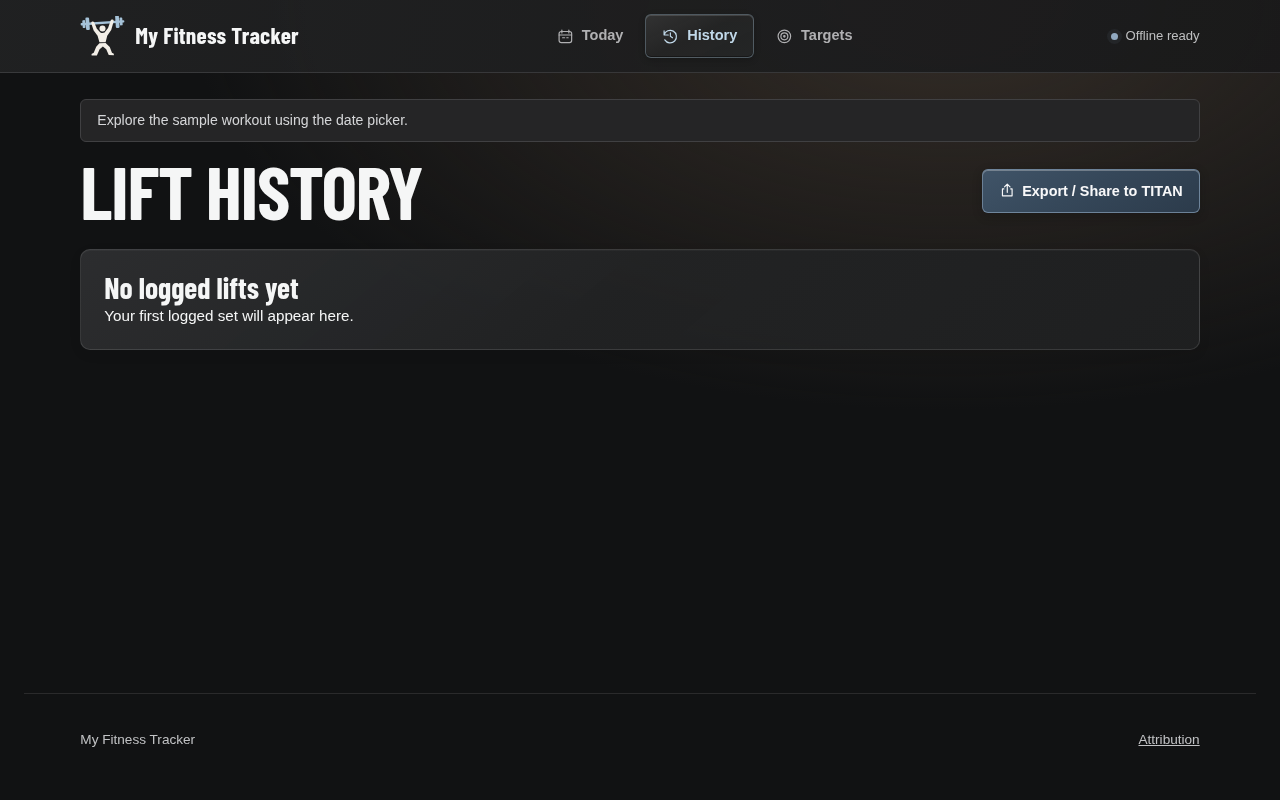 My Fitness Tracker
Today
History
Targets
Offline ready
Explore the sample workout using the date picker.
LIFT HISTORY
Export / Share to TITAN
No logged lifts yet
Your first logged set will appear here.
My Fitness Tracker
Attribution